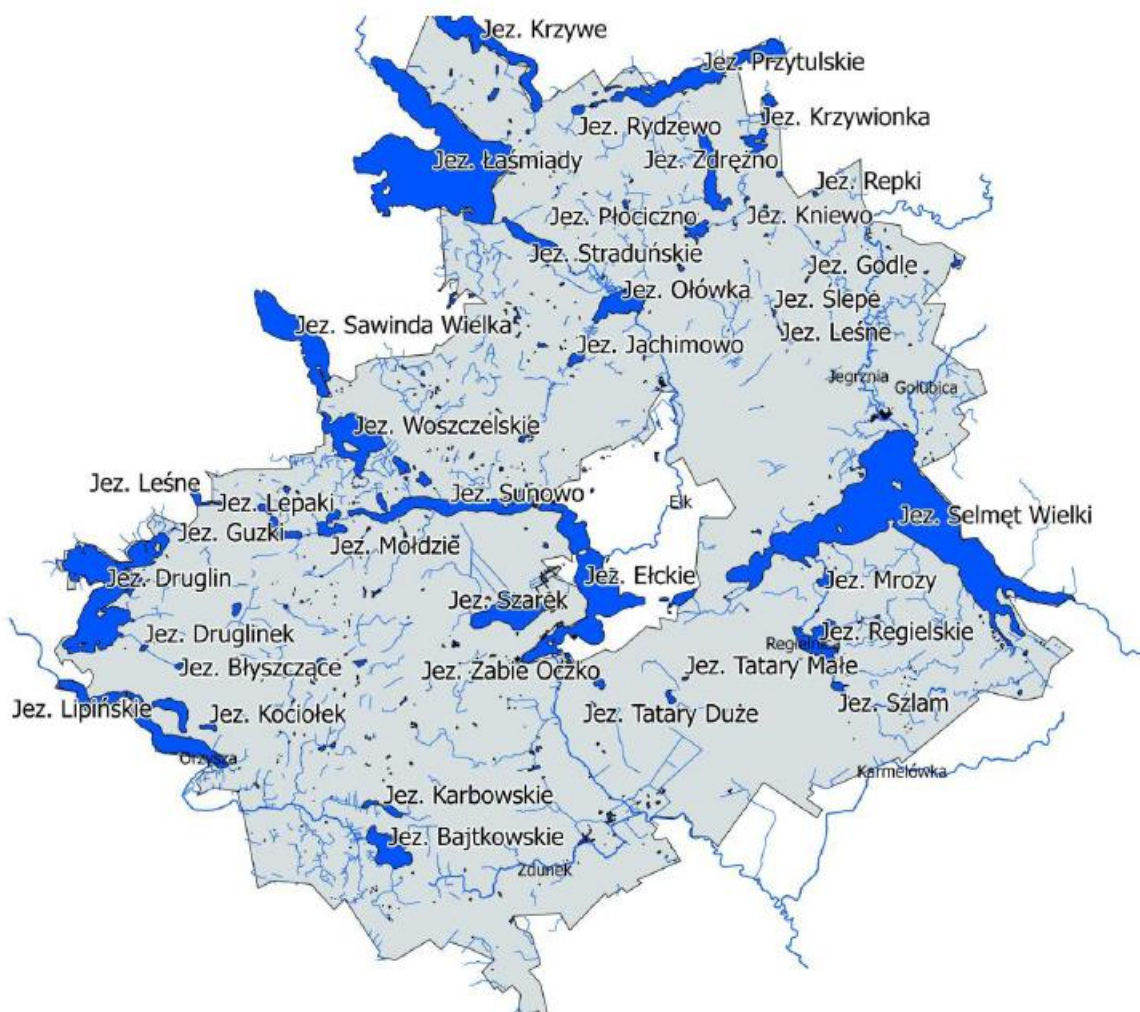 Jez. Krzywe
Jez. Przytulskie
Jez. Rydzewo
Jez. Krzywionka
Jez. Łaśmiady
Jez. Zdrężno
Jez. Repki
Jez. Płociczno
Jez. Kniewo
Jez. Straduńskie
Jez. Godle
Jez. Ołówka
Jez. Slepe
Jez. Sawinda Wielka
Jez. Leśne
Jez. Jachimowo
Jegrznia
Gołubica
Jez. Woszczelskie
Jez. Leśne
Jez. Lepaki
Jez. Sunowo
Ełk
Jez. Selmęt Wielki
Jez. Guzki
Jez. Mołdzie
Jez. Druglin
Jez. Ełckie
Jez. Mrozy
Jez. Szarek
Jez. Druglinek
Jez. Regielskie
Regielnica
Jez. Błyszczące
Jez. Zabie Oczko
Jez. Tatary Małe
Jez. Lipińskie
Jez. Kociołek
Jez. Tatary Duże
Jez. Szlam
Orzysza
Karmelówka
Jez. Karbowskie
Jez. Bajtkowskie
Zdunek